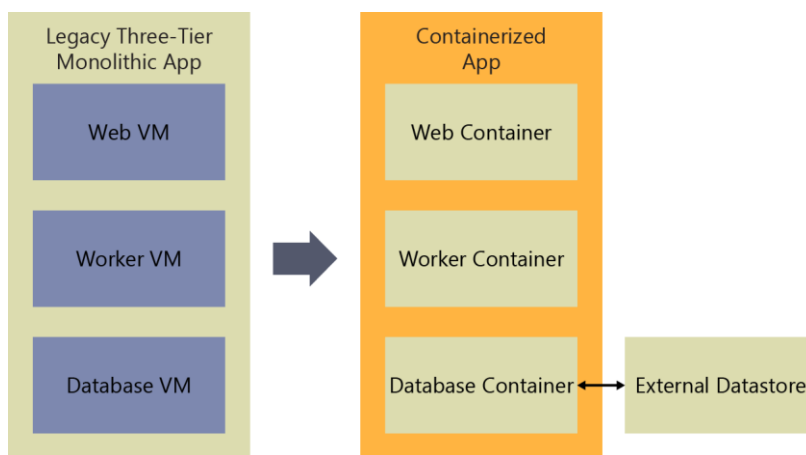 Legacy Three-Tier
Monolithic App
Web VM
Worker VM
Database VM
Containerized
App
Web Container
Worker Container
Database Container
External Datastore